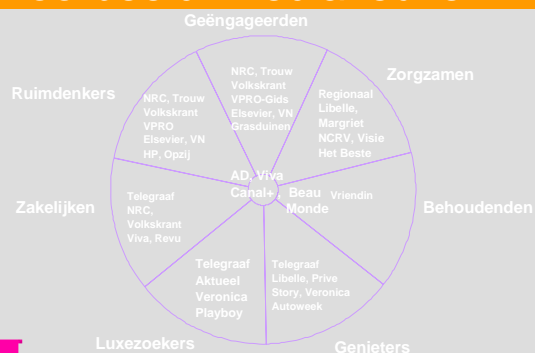 Geëngageerden
Ruimdenkers
NRC, Trouw
Volkskrant
VPRO
Elsevier, VN
HP, Opzij
NRC, Trouw
Volkskrant
VPRO-Gids
Elsevier, VN
Grasduinen
Zorgzamen
Regionaal
Libelle,
Margriet
NCRV, Visie
Het Beste
AD, Viva
Canal+,
Beau
Monde
Vriendin
Zakelijken
Telegraaf
NRC,
Volkskrant
Viva, Revu
Behoudenden
Telegraaf
Aktueel
Veronica
Playboy
Telegraaf
Libelle, Prive
Story, Veronica
Autoweek
Luxezoekers
Genieters